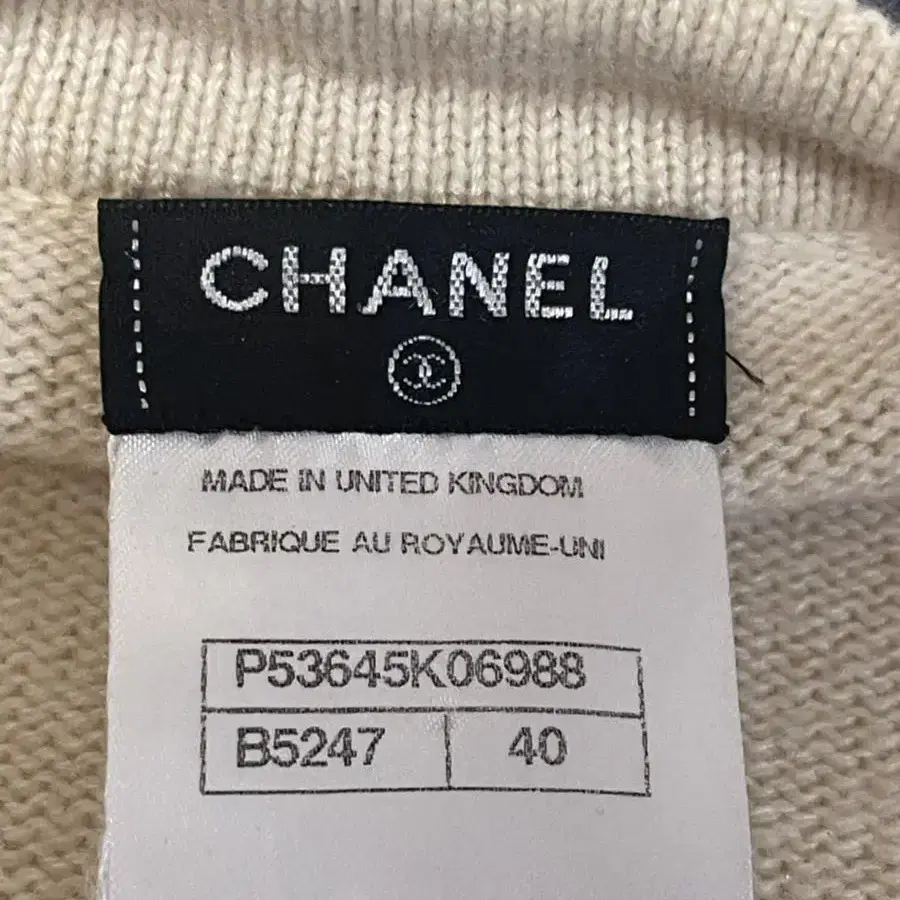 CHANEL
MADE IN UNITED KINGDOM
FABRIQUE AU ROYAUME-UNI
P53645K06988
B5247 40